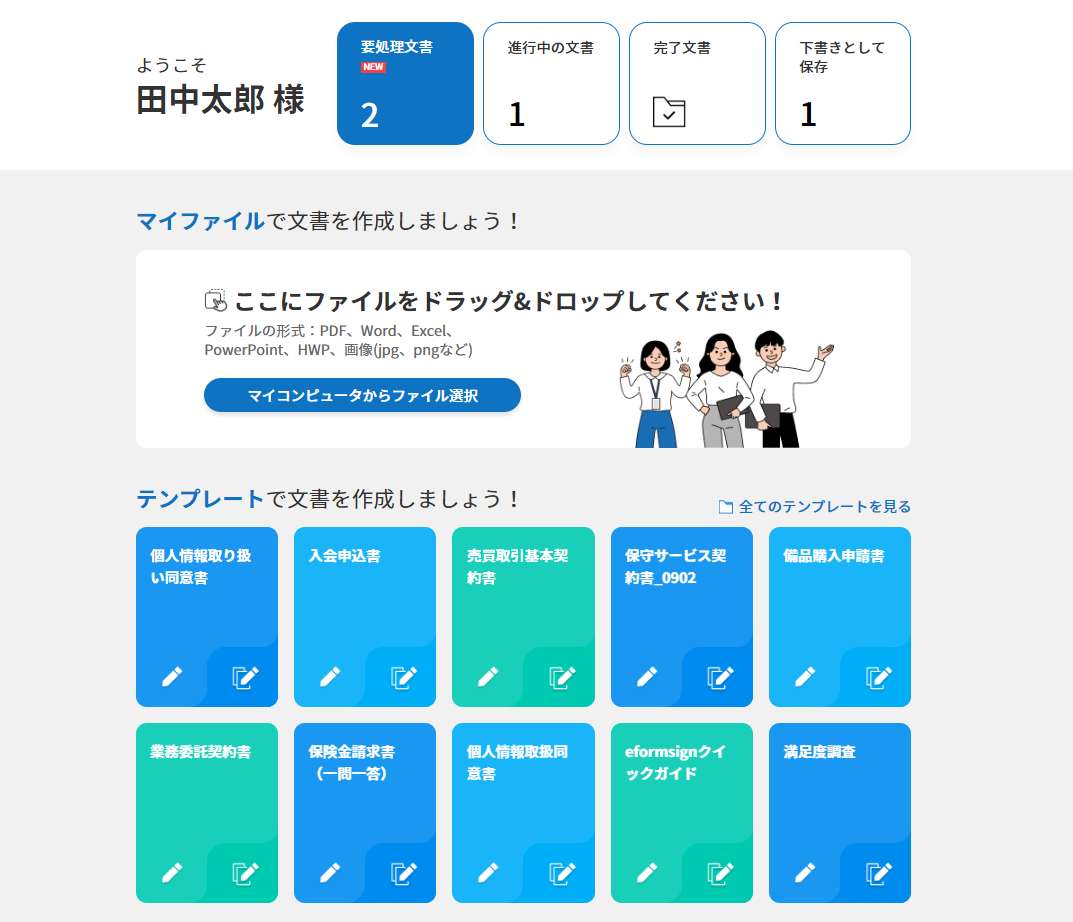 ようこそ
田中太郎 様
要処理文書
NEW
2
進行中の文書
1
完了文書
下書きとして
保存
1
マイファイルで文書を作成しましょう！
ここにファイルをドラッグ&ドロップしてください！
ファイルの形式：PDF、Word、Excel、
PowerPoint、HWP、画像(jpg、pngなど)
マイコンピュータからファイル選択
テンプレートで文書を作成しましょう！
全てのテンプレートを見る
個人情報取り扱
い同意書
入会申込書
売買取引基本契
約書
保守サービス契
約書_0902
備品購入申請書
業務委託契約書
保険金請求書
（一問一答）
個人情報取扱同
意書
eformsignクイ
ックガイド
満足度調査